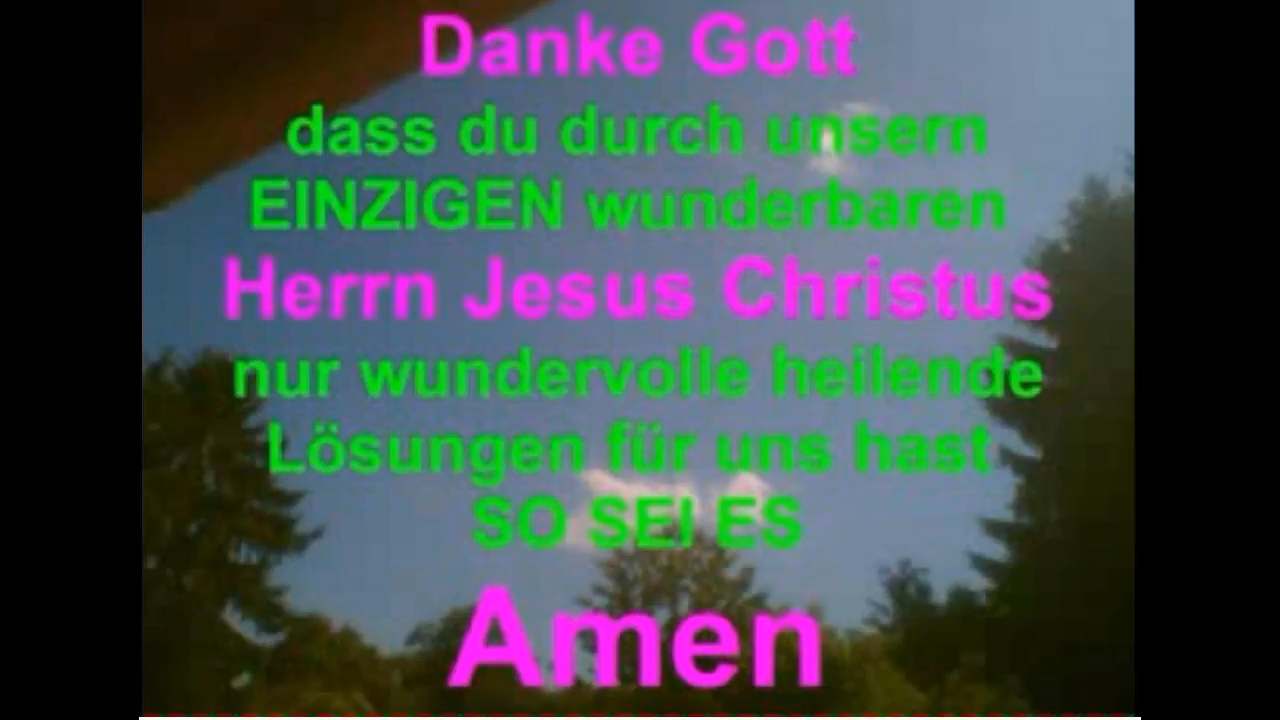 Danke Gott
dass du durch unsern
EINZIGEN wunderbaren
Herrn Jesus Christus
nur wundervolle heilende
Lösungen für uns hast
SO SEI ES
Amen